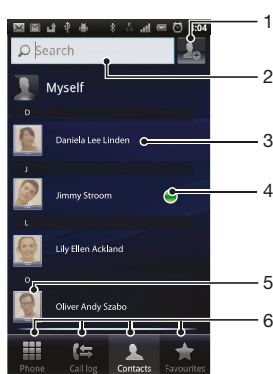 :04
1
Search
2
Myself
D
Daniela Lee Linden
3
J
Jimmy Stroom
4
L
Lily Ellen Ackland
O
5
Oliver Andy Szabo
6
Phone
Call log
Contacts
Favourites